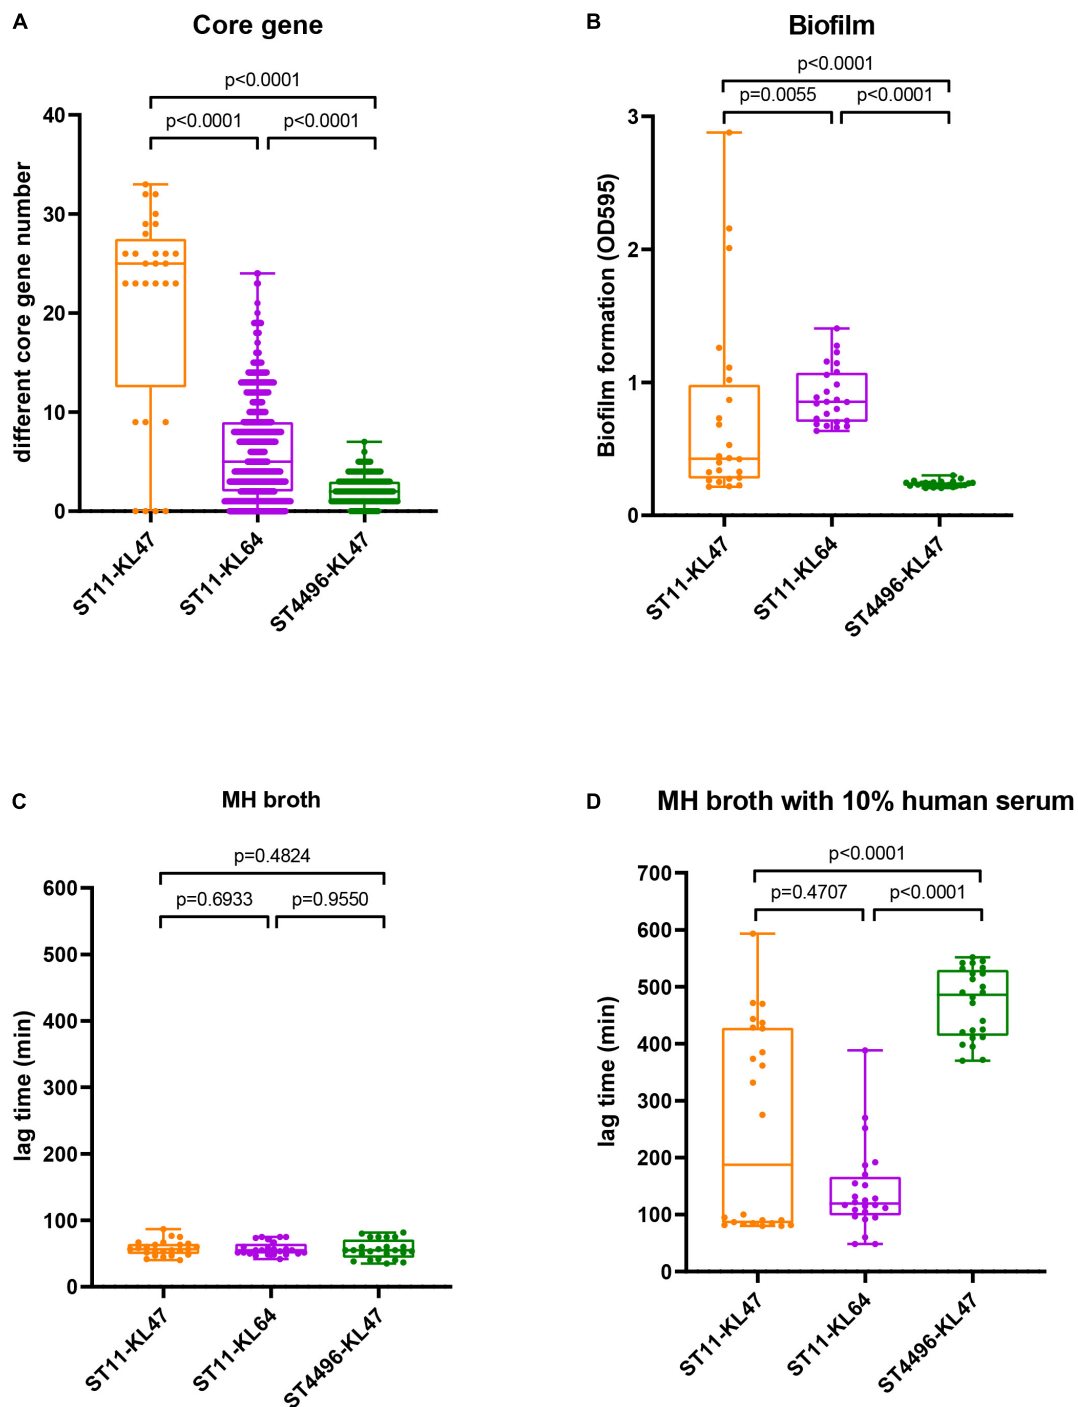 A
Core gene
p<0.0001
p<0.0001
p<0.0001
40
30
20
10
0
different core gene number
ST11-KL47
ST11-KL64
ST4496-KL47
B
Biofilm
p<0.0001
p=0.0055
p<0.0001
3
2
1
0
Biofilm formation (OD595)
ST11-KL47
ST11-KL64
ST4496-KL47
C
MH broth
p=0.4824
p=0.6933
p=0.9550
600
500
400
300
200
100
0
lag time (min)
ST11-KL47
ST11-KL64
ST4496-KL47
D
MH broth with 10% human serum
p<0.0001
p=0.4707
p<0.0001
700
600
500
400
300
200
100
0
lag time (min)
ST11-KL47
ST11-KL64
ST4496-KL47